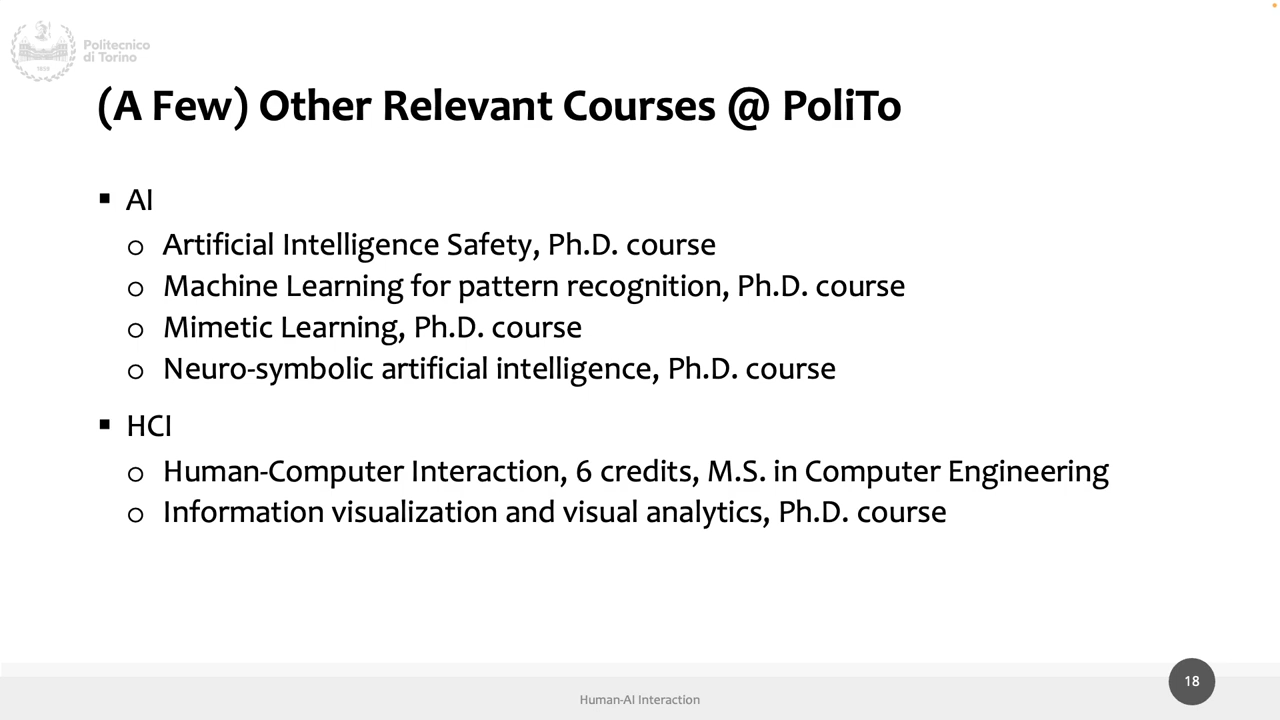 Politecnico
di Torino
1859
(A Few) Other Relevant Courses @ PoliTo
▪ AI
o Artificial Intelligence Safety, Ph.D. course
o Machine Learning for pattern recognition, Ph.D. course
o Mimetic Learning, Ph.D. course
o Neuro-symbolic artificial intelligence, Ph.D. course
▪ HCI
o Human-Computer Interaction, 6 credits, M.S. in Computer Engineering
o Information visualization and visual analytics, Ph.D. course
18
Human-AI Interaction